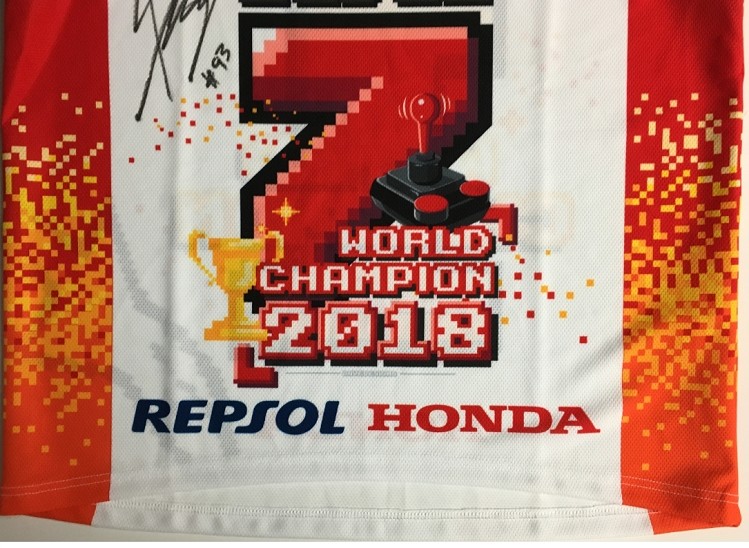 #93
7
WORLD
CHAMPION
2018
REPSOL HONDA